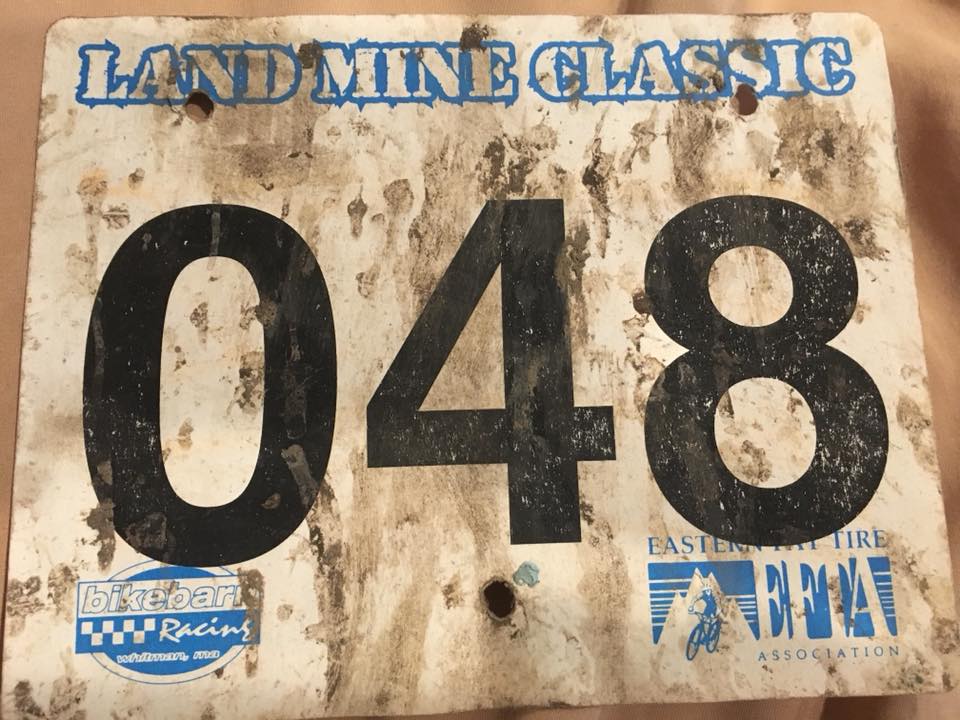 LAND MINE CLASSIC
048
bikebarn
Racing
whitman, ma
EASTERN FAT TIRE
EFTA
ASSOCIATION